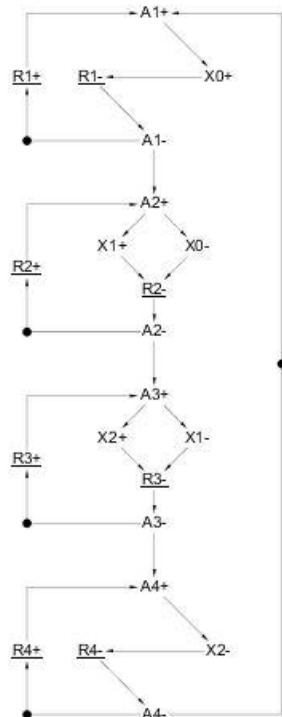 A1+
R1+ R1- X0+
A1-
A2+
X1+ X0-
R2+
R2-
A2-
A3+
X2+ X1-
R3+
R3-
A3-
A4+
R4+ R4- X2-
A4-